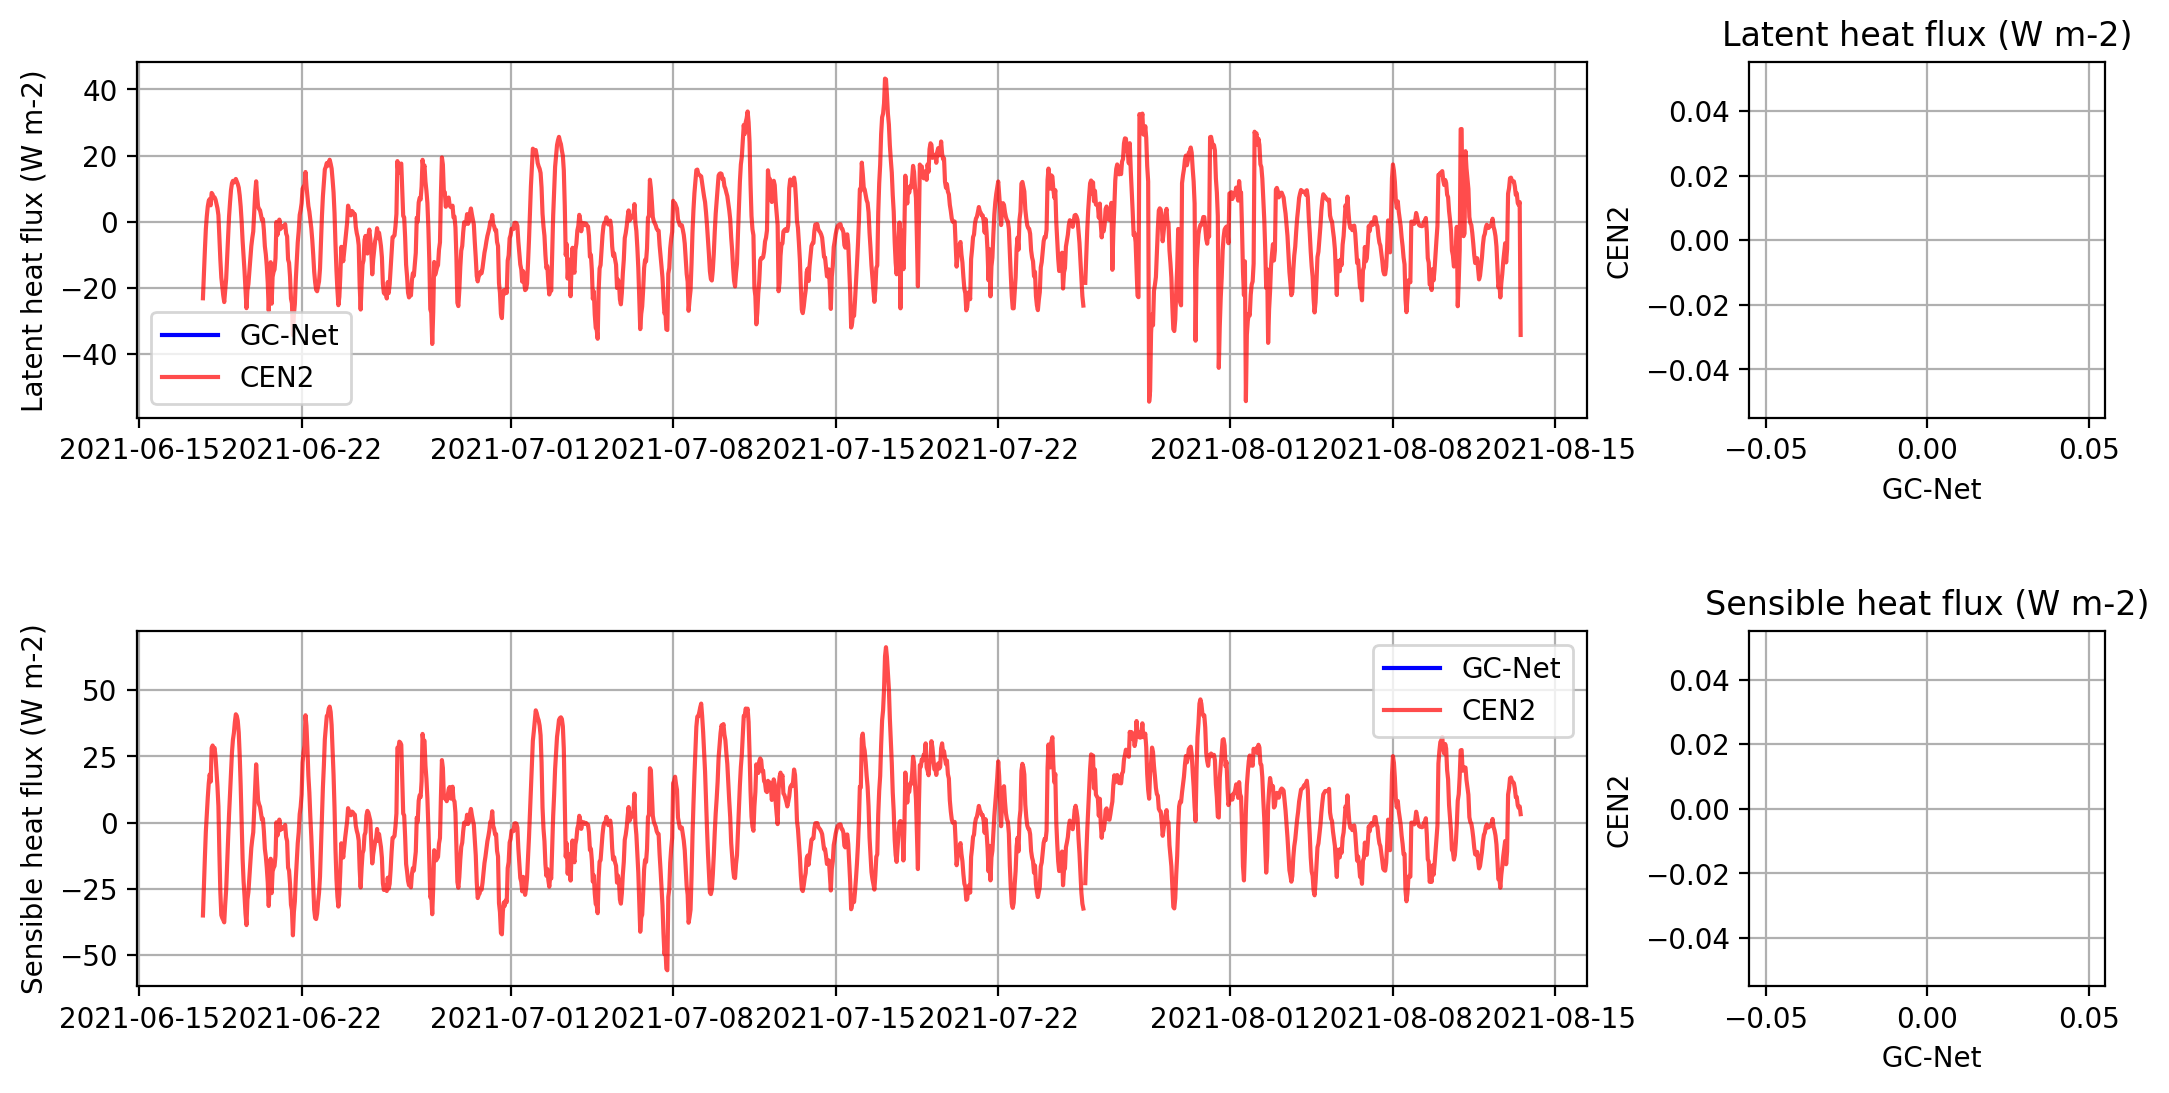 Latent heat flux (W m-2)
40
20
0
−20
−40
Latent heat flux (W m-2)
GC-Net
CEN2
2021-06-15 2021-06-22 2021-07-01 2021-07-08 2021-07-15 2021-07-22 2021-08-01 2021-08-08 2021-08-15
0.04
0.02
0.00
−0.02
−0.04
CEN2
−0.05 0.00 0.05
GC-Net
Sensible heat flux (W m-2)
50
25
0
−25
−50
Sensible heat flux (W m-2)
GC-Net
CEN2
2021-06-15 2021-06-22 2021-07-01 2021-07-08 2021-07-15 2021-07-22 2021-08-01 2021-08-08 2021-08-15
0.04
0.02
0.00
−0.02
−0.04
CEN2
−0.05 0.00 0.05
GC-Net